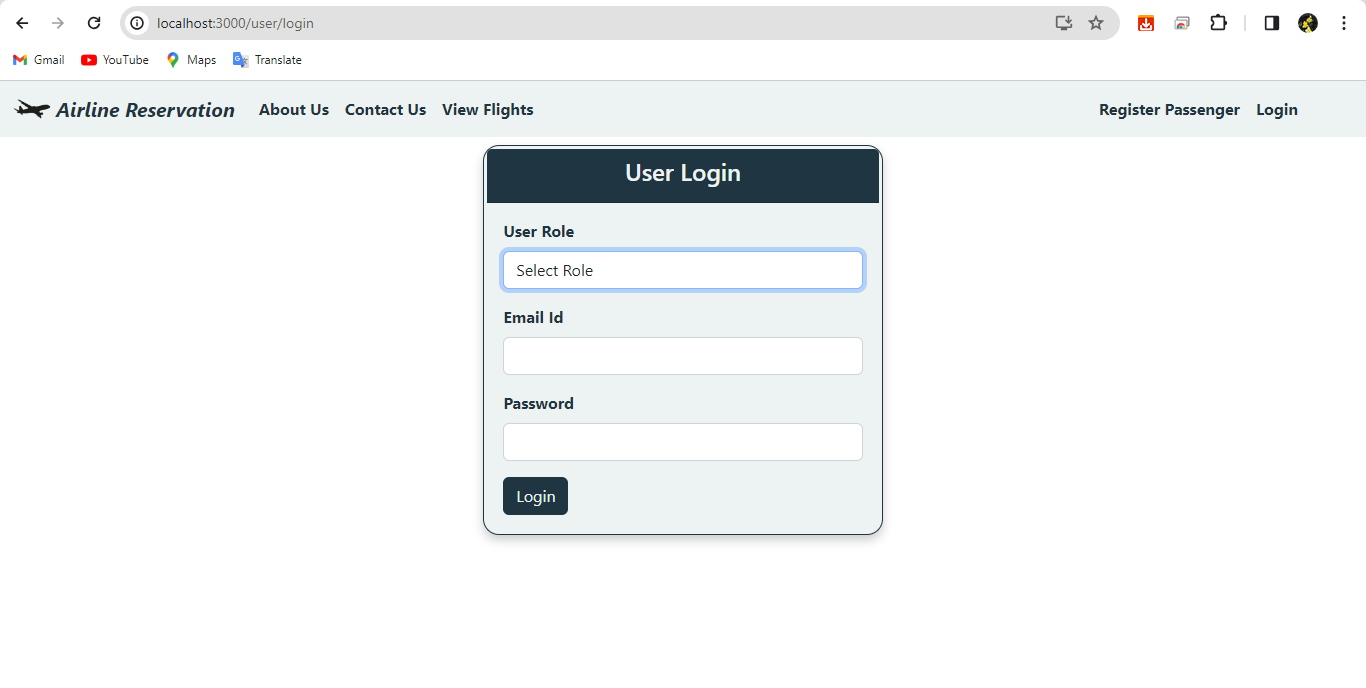 localhost:3000/user/login
Gmail YouTube Maps Translate
Airline Reservation About Us Contact Us View Flights Register Passenger Login
User Login
User Role
Select Role
Email Id
Password
Login